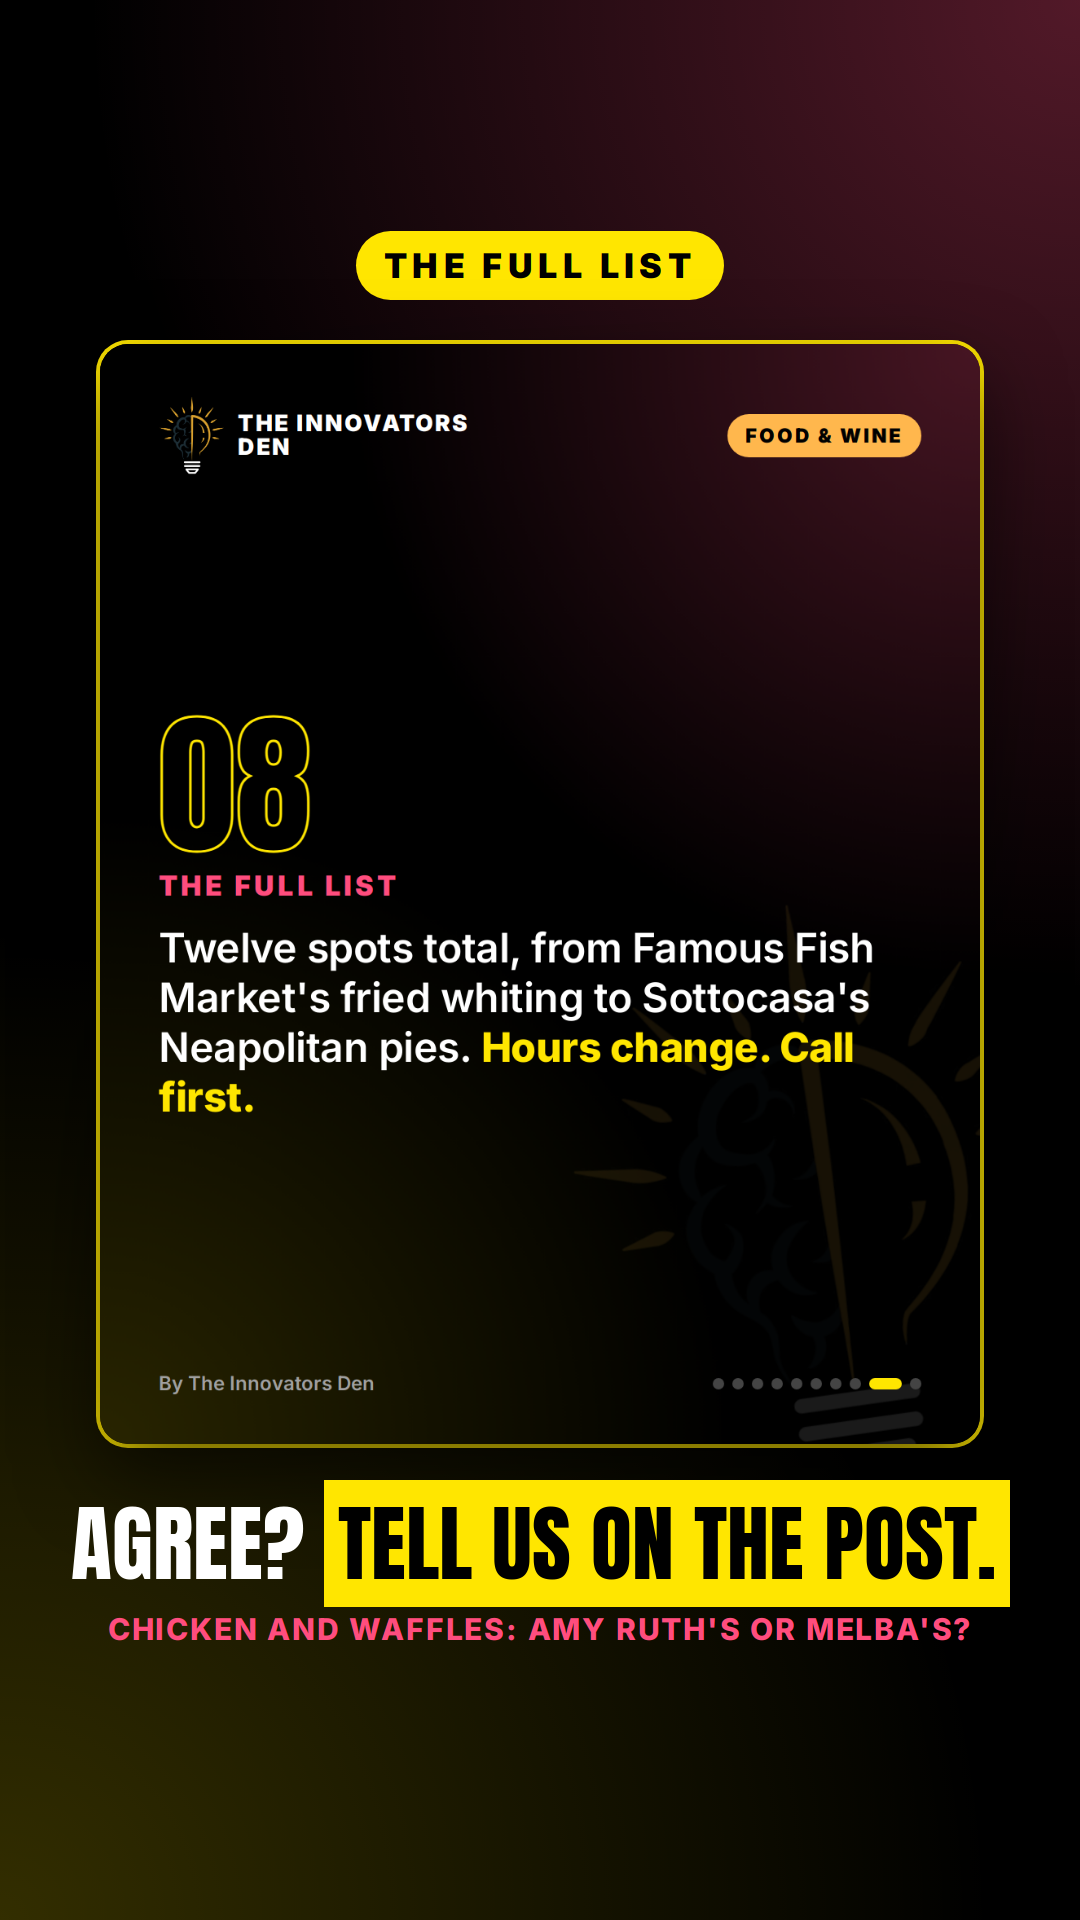 THE FULL LIST
THE INNOVATORS
DEN
FOOD & WINE
08
THE FULL LIST
Twelve spots total, from Famous Fish
Market's fried whiting to Sottocasa's
Neapolitan pies. Hours change. Call
first.
By The Innovators Den
AGREE? TELL US ON THE POST.
CHICKEN AND WAFFLES: AMY RUTH'S OR MELBA'S?